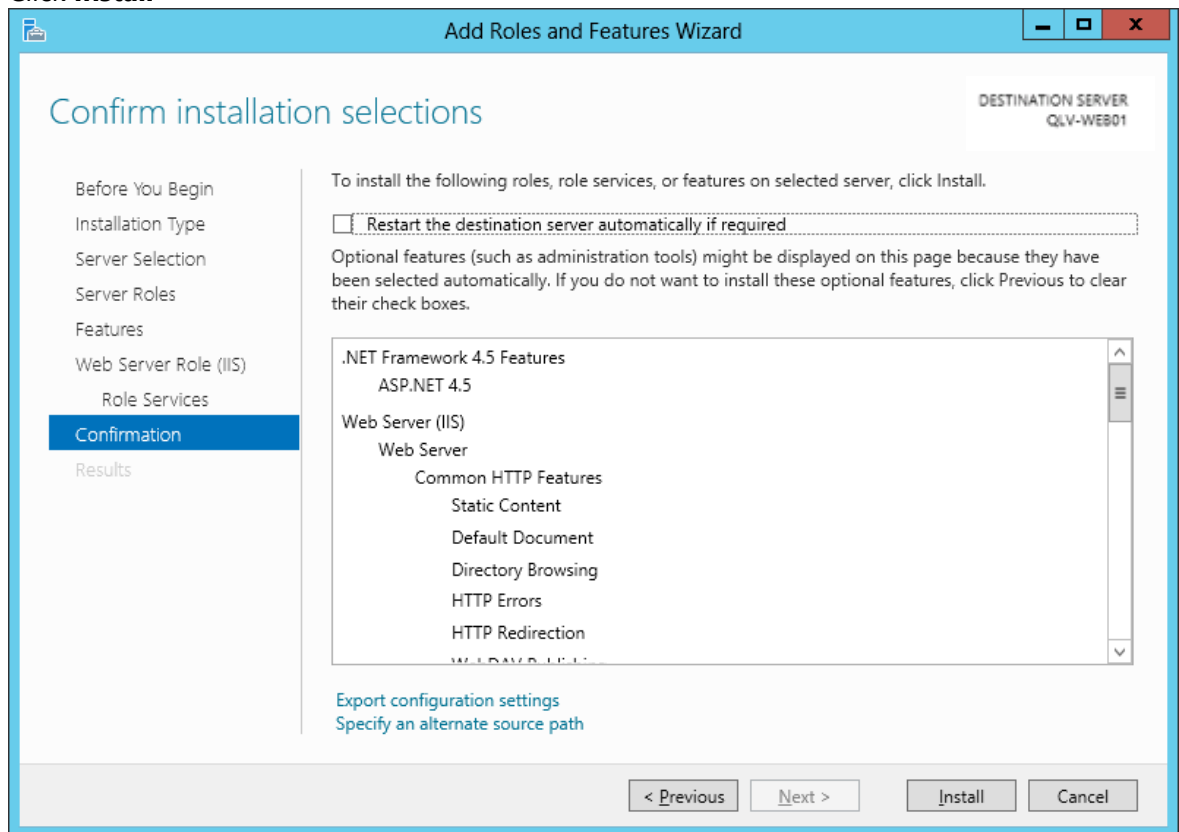 Click Install
Add Roles and Features Wizard
Confirm installation selections
DESTINATION SERVER
QLV-WEB01
Before You Begin
Installation Type
Server Selection
Server Roles
Features
Web Server Role (IIS)
Role Services
Confirmation
Results
To install the following roles, role services, or features on selected server, click Install.
Restart the destination server automatically if required
Optional features (such as administration tools) might be displayed on this page because they have
been selected automatically. If you do not want to install these optional features, click Previous to clear
their check boxes.
.NET Framework 4.5 Features
ASP.NET 4.5
Web Server (IIS)
Web Server
Common HTTP Features
Static Content
Default Document
Directory Browsing
HTTP Errors
HTTP Redirection
WebDAV Publishing
Export configuration settings
Specify an alternate source path
< Previous
Next >
Install
Cancel